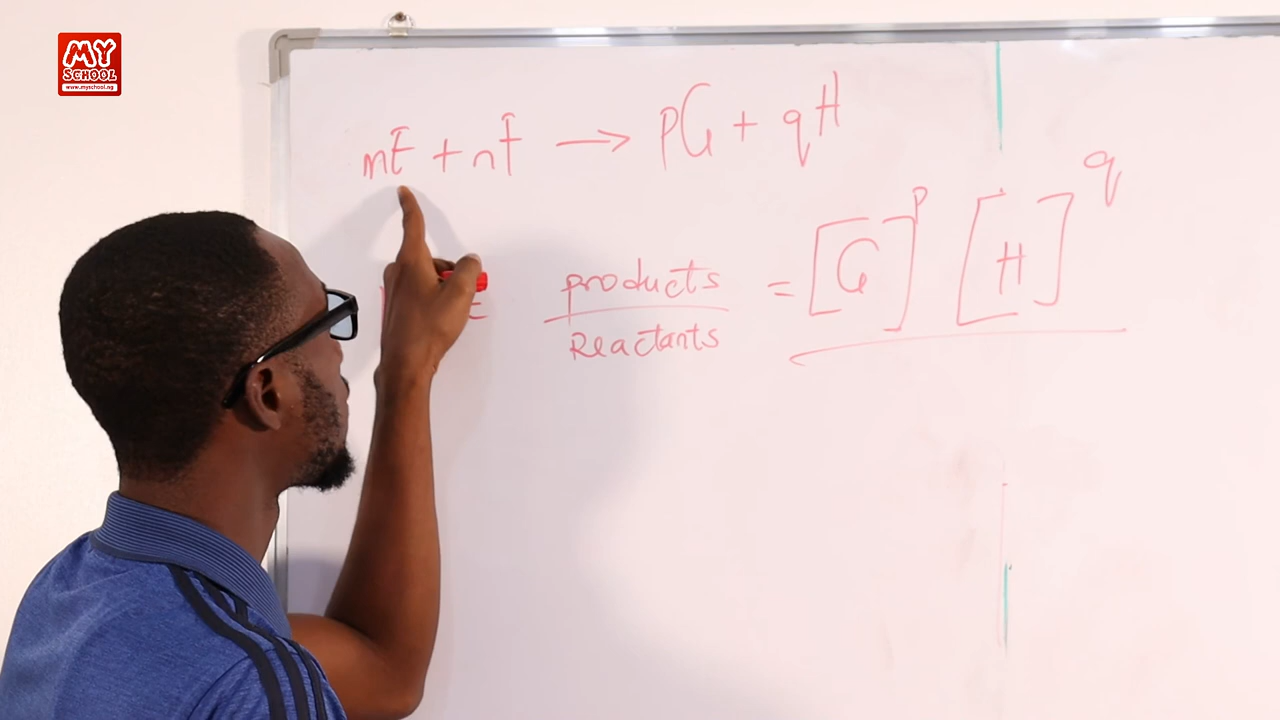 MY
SCHOOL
www.myschool.ng
mE + nF → pG + qH
products
Reactants
= [G]^p [H]^q